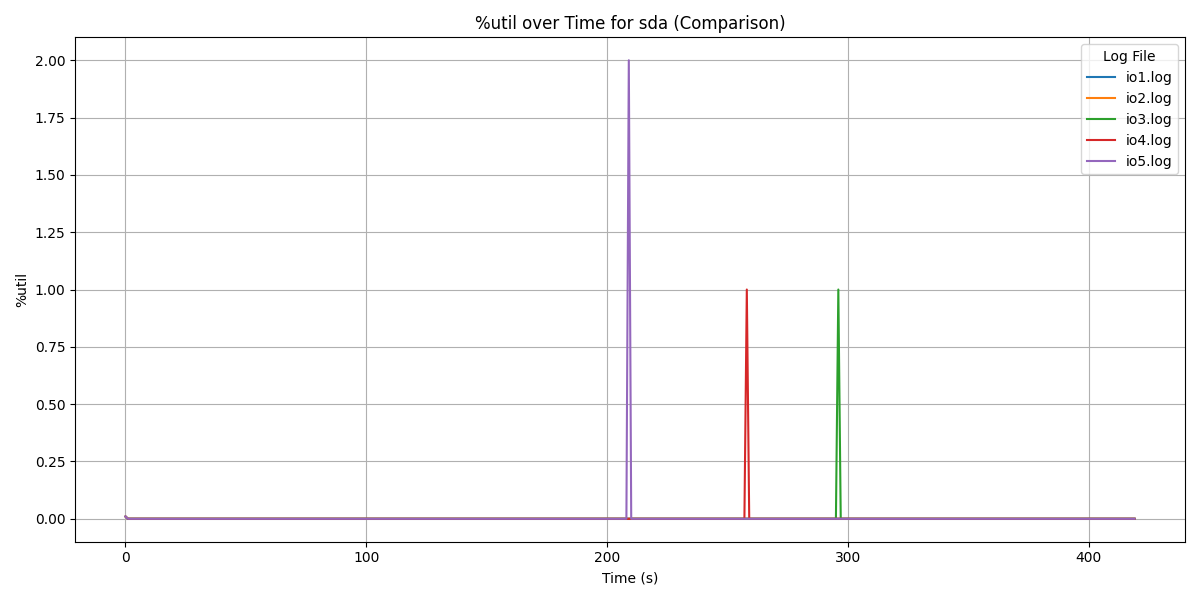 %util over Time for sda (Comparison)
Log File
io1.log
io2.log
io3.log
io4.log
io5.log
%util
2.00
1.75
1.50
1.25
1.00
0.75
0.50
0.25
0.00
0 100 200 300 400
Time (s)